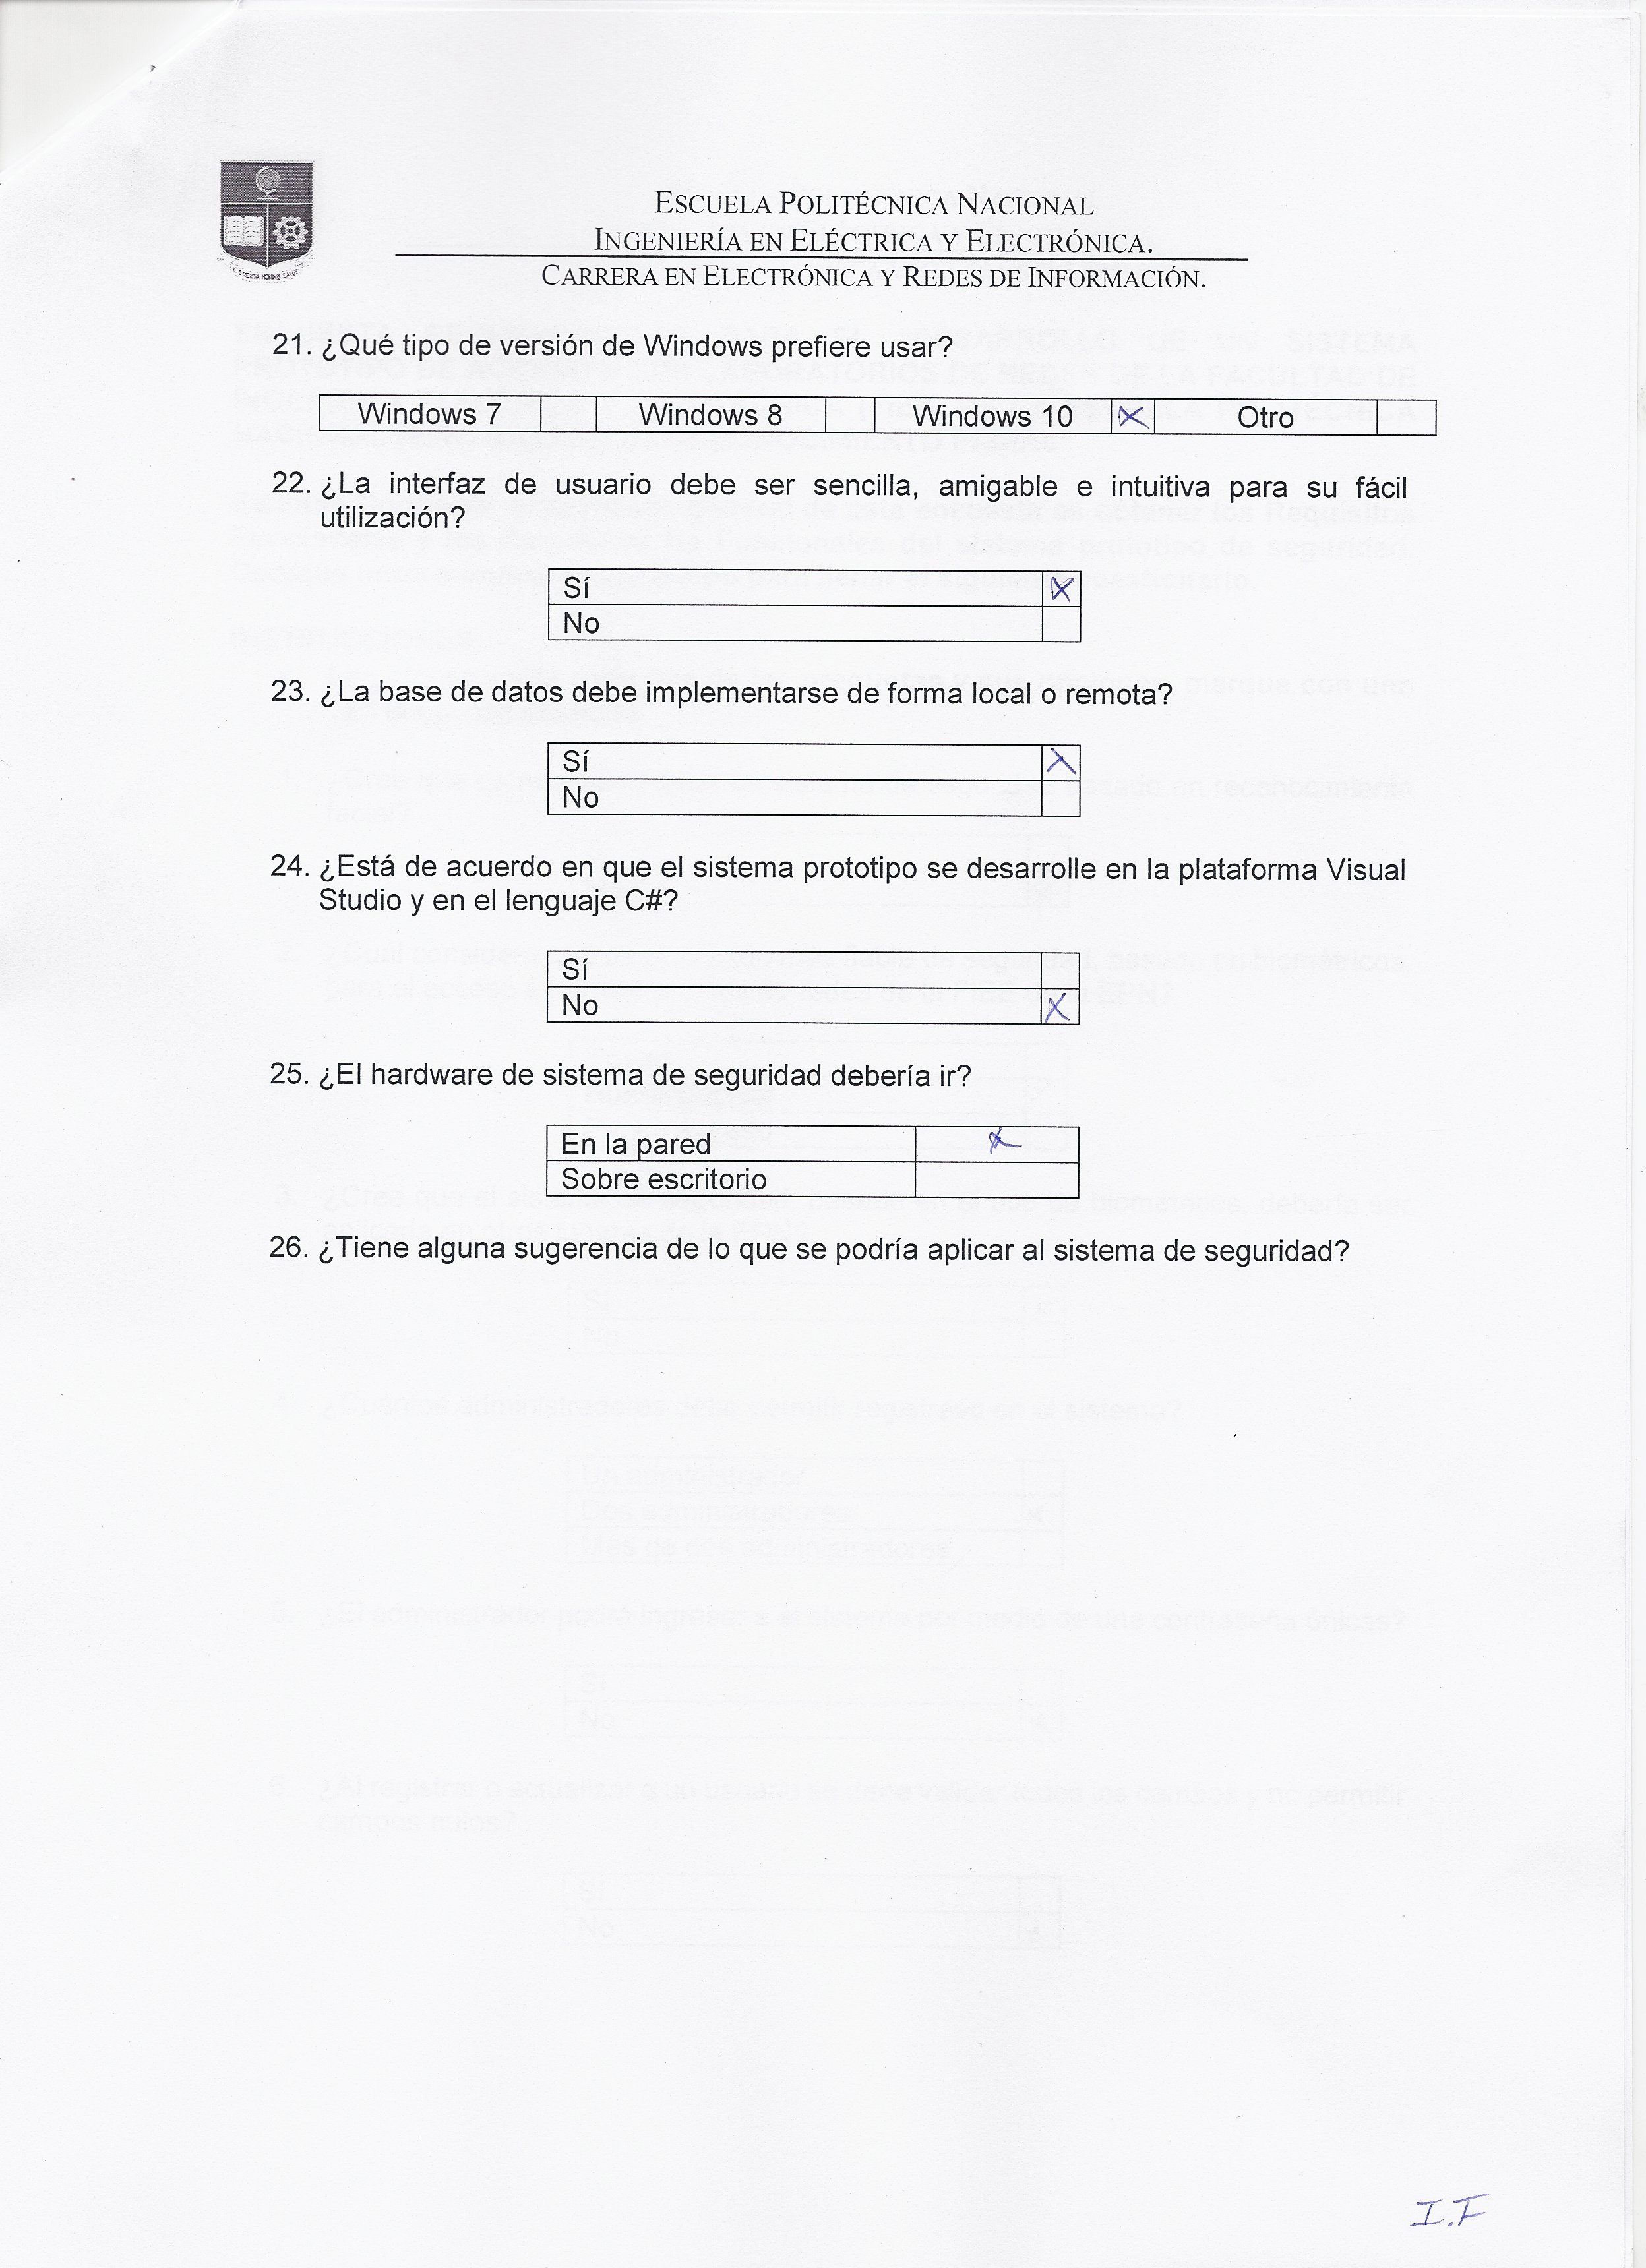 ESCUELA POLITÉCNICA NACIONAL
INGENIERÍA EN ELÉCTRICA Y ELECTRÓNICA.
CARRERA EN ELECTRÓNICA Y REDES DE INFORMACIÓN.
21. ¿Qué tipo de versión de Windows prefiere usar?
Windows 7 Windows 8 Windows 10 X Otro
22. ¿La interfaz de usuario debe ser sencilla, amigable e intuitiva para su fácil
utilización?
Sí X
No
23. ¿La base de datos debe implementarse de forma local o remota?
Sí X
No
24. ¿Está de acuerdo en que el sistema prototipo se desarrolle en la plataforma Visual
Studio y en el lenguaje C#?
Sí
No X
25. ¿El hardware de sistema de seguridad debería ir?
En la pared X
Sobre escritorio
26. ¿Tiene alguna sugerencia de lo que se podría aplicar al sistema de seguridad?
I.F